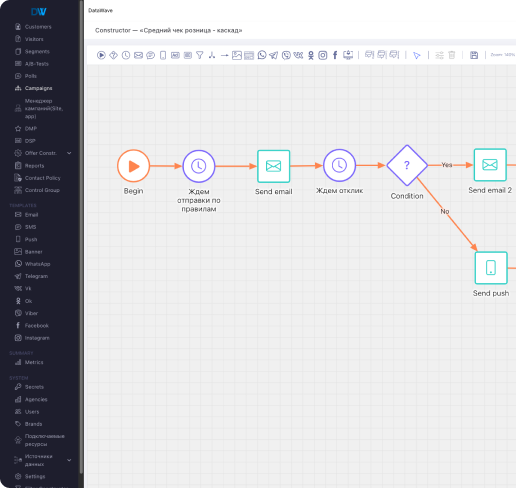 DW
DataWave
Constructor — «Средний чек розница - каскад»
Zoom: 145%
Customers
Visitors
Segments
A/B-Tests
Polls
Campaigns
Менеджер
кампаний(Site,
app)
DMP
DSP
Offer Constr.
Reports
Contact Policy
Control Group
TEMPLATES
Email
SMS
Push
Banner
WhatsApp
Telegram
Vk
Ok
Viber
Facebook
Instagram
SUMMARY
Metrics
SYSTEM
Secrets
Agencies
Users
Brands
Подключаемые
ресурсы
Источники
данных
Settings
Begin
Ждем
отправки по
правилам
Send email
Ждем отклик
?
Condition
Yes
Send email 2
No
Send push